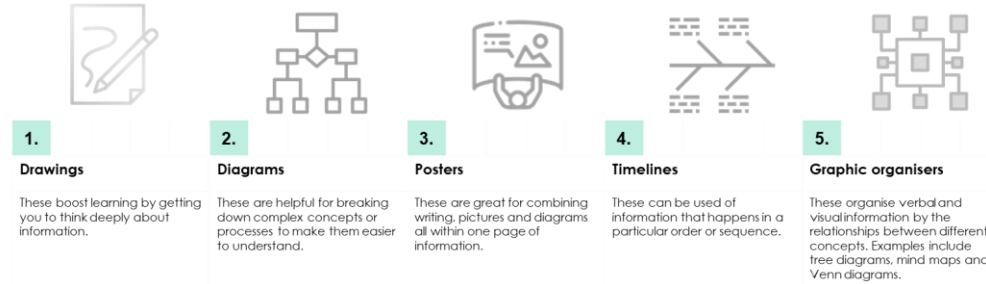 1.
Drawings
These boost learning by getting
you to think deeply about
information.
2.
Diagrams
These are helpful for breaking
down complex concepts or
processes to make them easier
to understand.
3.
Posters
These are great for combining
writing, pictures and diagrams
all within one page of
information.
4.
Timelines
These can be used of
information that happens in a
particular order or sequence.
5.
Graphic organisers
These organise verbal and
visual information by the
relationships between different
concepts. Examples include
tree diagrams, mind maps and
Venn diagrams.